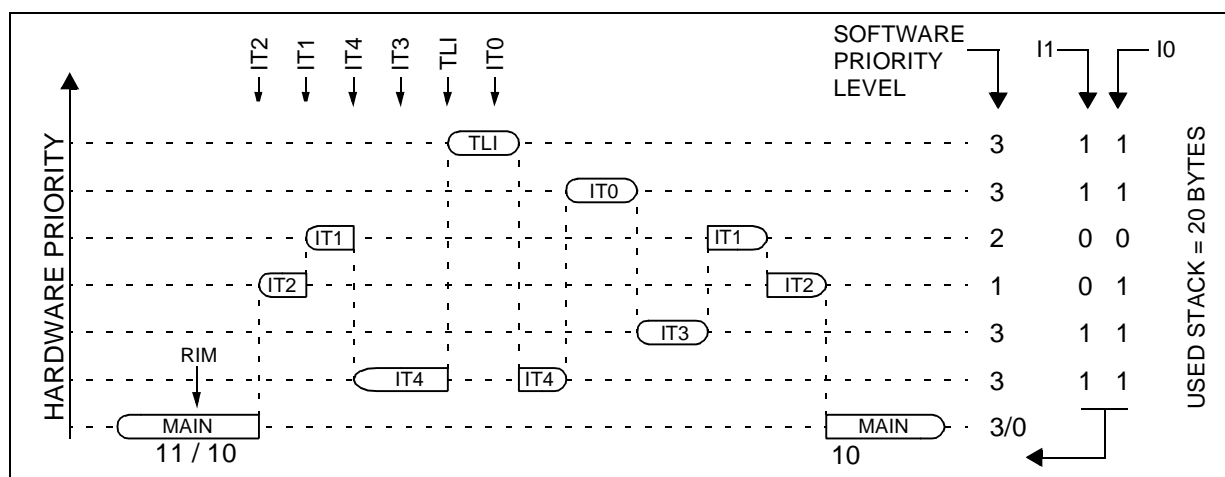 IT2
IT1
IT4
IT3
TLI
IT0
SOFTWARE
PRIORITY
LEVEL
I1
I0
HARDWARE PRIORITY
TLI
3
1 1
IT0
3
1 1
IT1
IT1
2
0 0
IT2
IT2
1
0 1
IT3
3
1 1
RIM
IT4
IT4
3
1 1
MAIN
MAIN
3/0
11 / 10
10
USED STACK = 20 BYTES